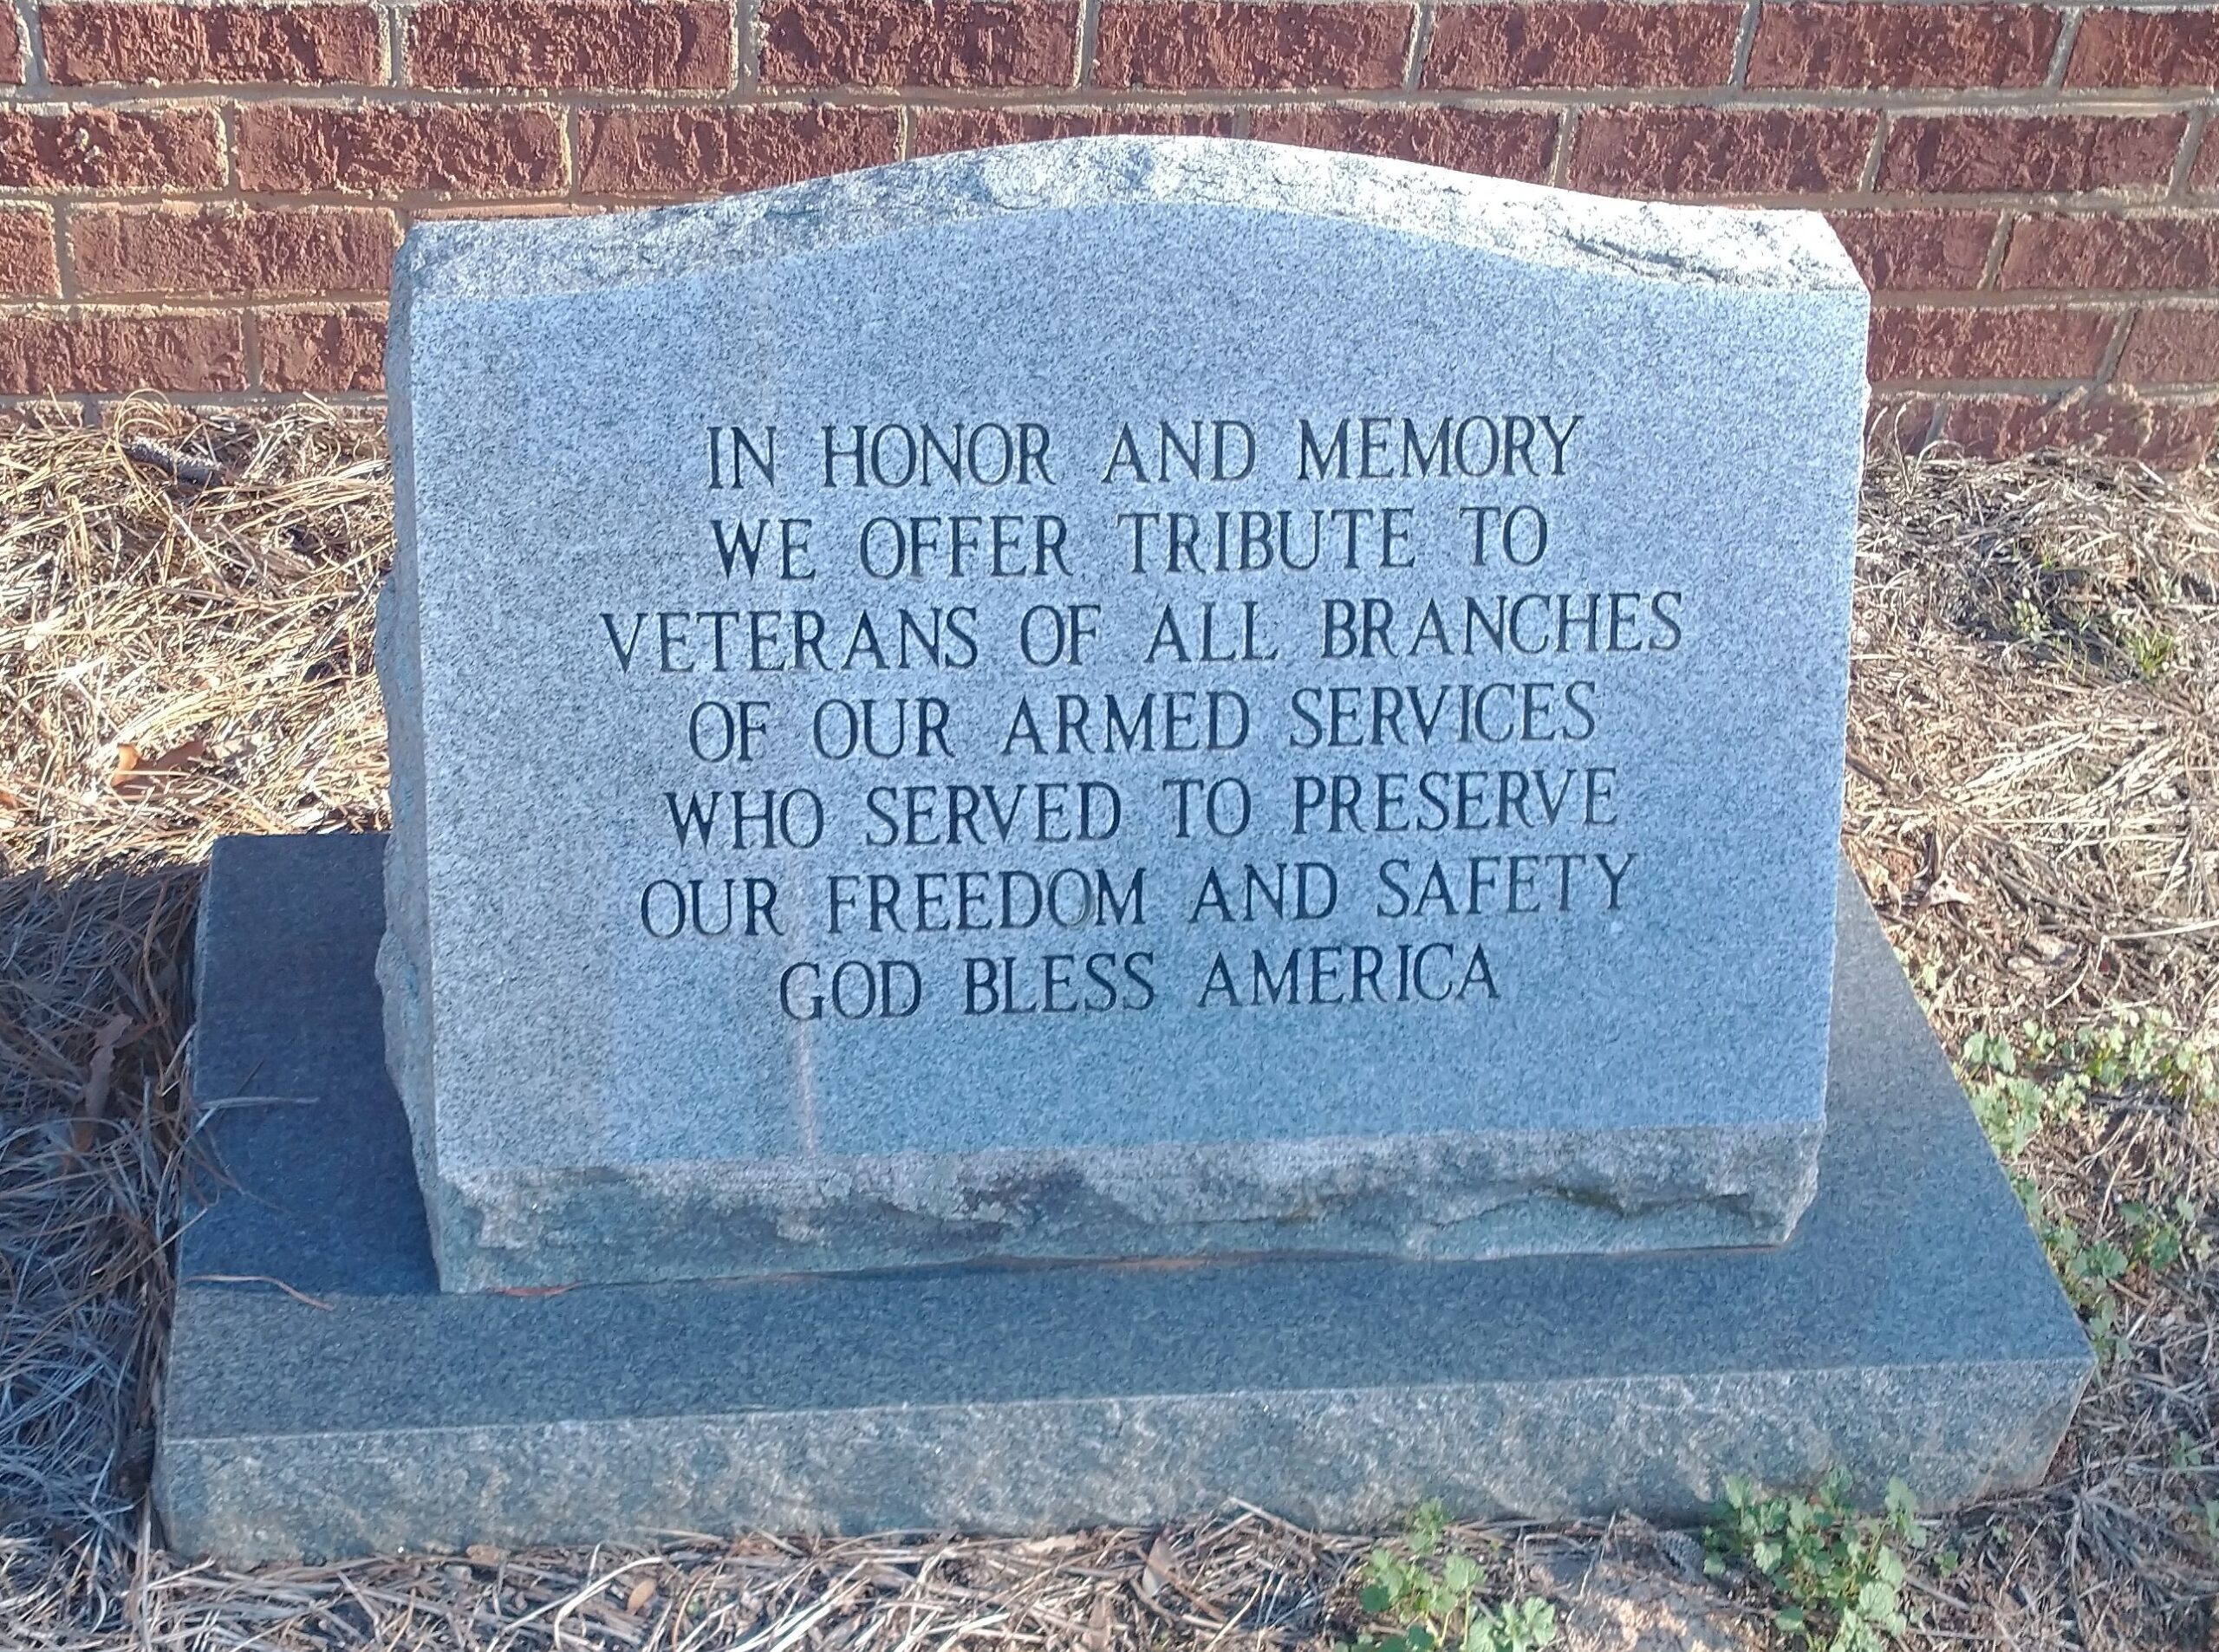 IN HONOR AND MEMORY
WE OFFER TRIBUTE TO
VETERANS OF ALL BRANCHES
OF OUR ARMED SERVICES
WHO SERVED TO PRESERVE
OUR FREEDOM AND SAFETY
GOD BLESS AMERICA